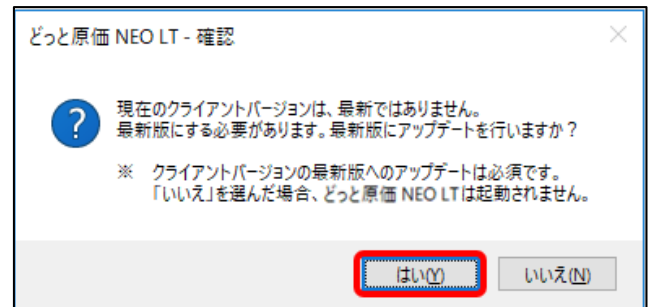 どっと原価 NEO LT - 確認
現在のクライアントバージョンは、最新ではありません。
最新版にする必要があります。最新版にアップデートを行いますか？
※ クライアントバージョンの最新版へのアップデートは必須です。
「いいえ」を選んだ場合、どっと原価 NEO LTは起動されません。
はい(Y) いいえ(N)